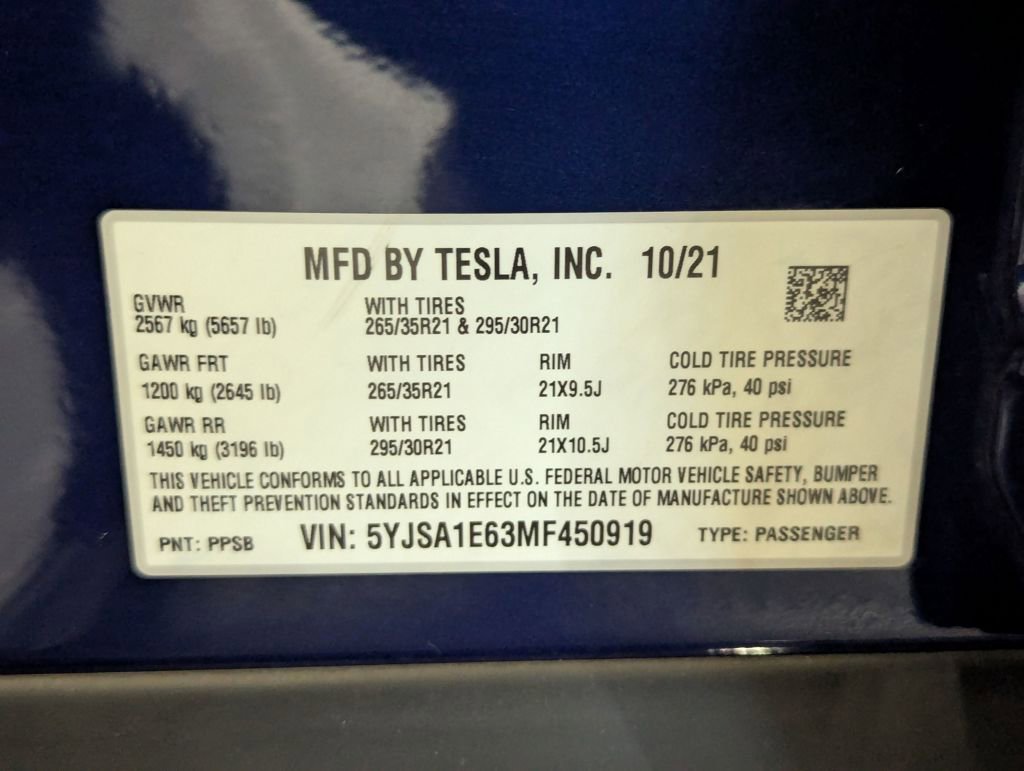 MFD BY TESLA, INC. 10/21
GVWR WITH TIRES
2567 kg (5657 lb) 265/35R21 & 295/30R21
GAWR FRT WITH TIRES RIM COLD TIRE PRESSURE
1200 kg (2645 lb) 265/35R21 21X9.5J 276 kPa, 40 psi
GAWR RR WITH TIRES RIM COLD TIRE PRESSURE
1450 kg (3196 lb) 295/30R21 21X10.5J 276 kPa, 40 psi
THIS VEHICLE CONFORMS TO ALL APPLICABLE U.S. FEDERAL MOTOR VEHICLE SAFETY, BUMPER
AND THEFT PREVENTION STANDARDS IN EFFECT ON THE DATE OF MANUFACTURE SHOWN ABOVE.
PNT: PPSB VIN: 5YJSA1E63MF450919 TYPE: PASSENGER